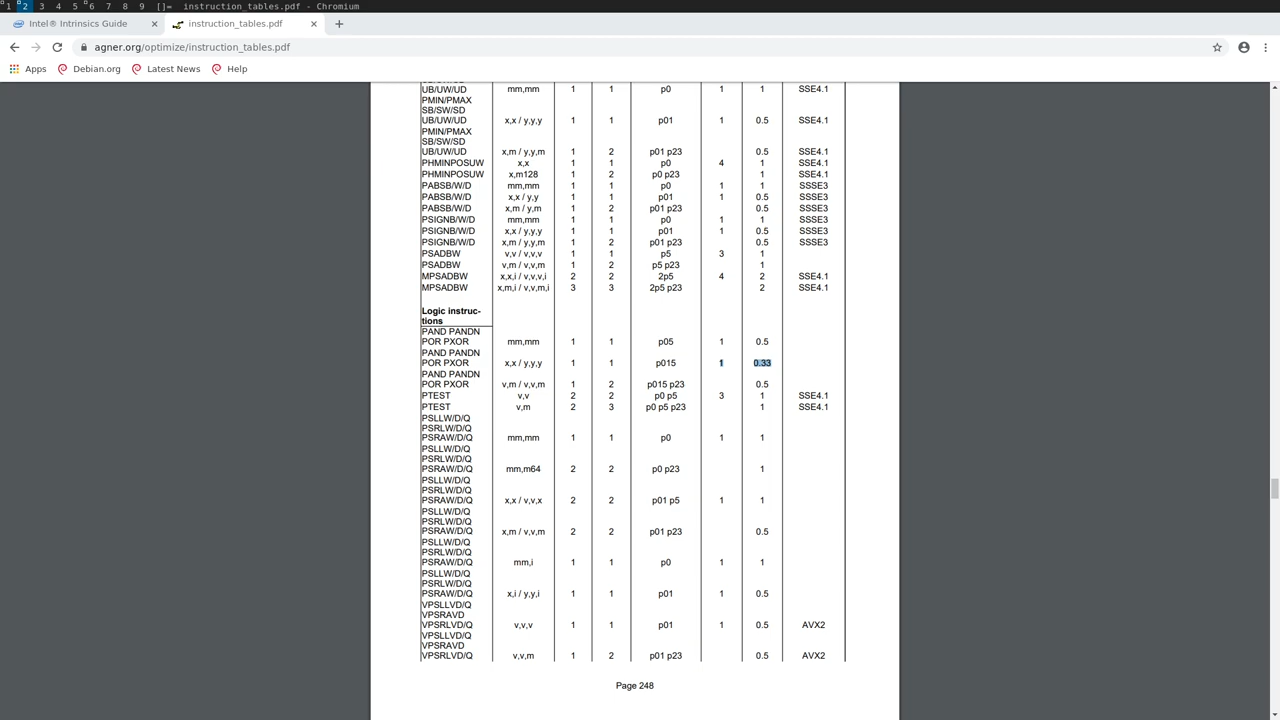 1 2 3 4 5 6 7 8 9 []= instruction_tables.pdf - Chromium
Intel® Intrinsics Guide × instruction_tables.pdf × +
agner.org/optimize/instruction_tables.pdf
Apps Debian.org Latest News Help
UB/UW/UD mm,mm 1 1 p0 1 1 SSE4.1
PMIN/PMAX
SB/SW/SD
UB/UW/UD x,x / y,y,y 1 1 p01 1 0.5 SSE4.1
PMIN/PMAX
SB/SW/SD
UB/UW/UD x,m / y,y,m 1 2 p01 p23 0.5 SSE4.1
PHMINPOSUW x,x 1 1 p0 4 1 SSE4.1
PHMINPOSUW x,m128 1 2 p0 p23 1 SSE4.1
PABSB/W/D mm,mm 1 1 p0 1 1 SSSE3
PABSB/W/D x,x / y,y 1 1 p01 1 0.5 SSSE3
PABSB/W/D x,m / y,m 1 2 p01 p23 0.5 SSSE3
PSIGNB/W/D mm,mm 1 1 p0 1 1 SSSE3
PSIGNB/W/D x,x / y,y,y 1 1 p01 1 0.5 SSSE3
PSIGNB/W/D x,m / y,y,m 1 2 p01 p23 0.5 SSSE3
PSADBW v,v / v,v,v 1 1 p5 3 1
PSADBW v,m / v,v,m 1 2 p5 p23 1
MPSADBW x,x,i / v,v,v,i 2 2 2p5 4 2 SSE4.1
MPSADBW x,m,i / v,v,m,i 3 3 2p5 p23 2 SSE4.1
Logic instruc-
tions
PAND PANDN
POR PXOR mm,mm 1 1 p05 1 0.5
PAND PANDN
POR PXOR x,x / y,y,y 1 1 p015 1 0.33
PAND PANDN
POR PXOR v,m / v,v,m 1 2 p015 p23 0.5
PTEST v,v 2 2 p0 p5 3 1 SSE4.1
PTEST v,m 2 3 p0 p5 p23 1 SSE4.1
PSLLW/D/Q
PSRLW/D/Q
PSRAW/D/Q mm,mm 1 1 p0 1 1
PSLLW/D/Q
PSRLW/D/Q
PSRAW/D/Q mm,m64 2 2 p0 p23 1
PSLLW/D/Q
PSRLW/D/Q
PSRAW/D/Q x,x / v,v,x 2 2 p01 p5 1 1
PSLLW/D/Q
PSRLW/D/Q
PSRAW/D/Q x,m / v,v,m 2 2 p01 p23 0.5
PSLLW/D/Q
PSRLW/D/Q
PSRAW/D/Q mm,i 1 1 p0 1 1
PSLLW/D/Q
PSRLW/D/Q
PSRAW/D/Q x,i / y,y,i 1 1 p01 1 0.5
VPSLLVD/Q
VPSRAVD
VPSRLVD/Q v,v,v 1 1 p01 1 0.5 AVX2
VPSLLVD/Q
VPSRAVD
VPSRLVD/Q v,v,m 1 2 p01 p23 0.5 AVX2
Page 248